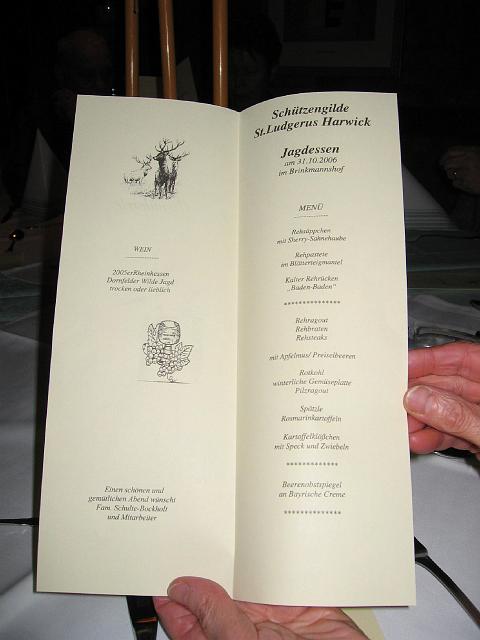 WEIN
2005erRheinhessen
Dornfelder Wilde Jagd
trocken oder lieblich
Einen schönen und
gemütlichen Abend wünscht
Fam. Schulte-Bockholt
und Mitarbeiter
Schützengilde
St.Ludgerus Harwick
Jagdessen
am 31.10.2006
im Brinkmannshof
MENÜ
Rehsüppchen
mit Sherry-Sahnehaube
Rehpastete
im Blätterteigmantel
Kalter Rehrücken
„Baden-Baden"
**************
Rehragout
Rehbraten
Rehsteaks
mit Apfelmus/ Preiselbeeren
Rotkohl
winterliche Gemüseplatte
Pilzragout
Spätzle
Rosmarinkartoffeln
Kartoffelklößchen
mit Speck und Zwiebeln
*************
Beerenobstspiegel
an Bayrische Creme
**************